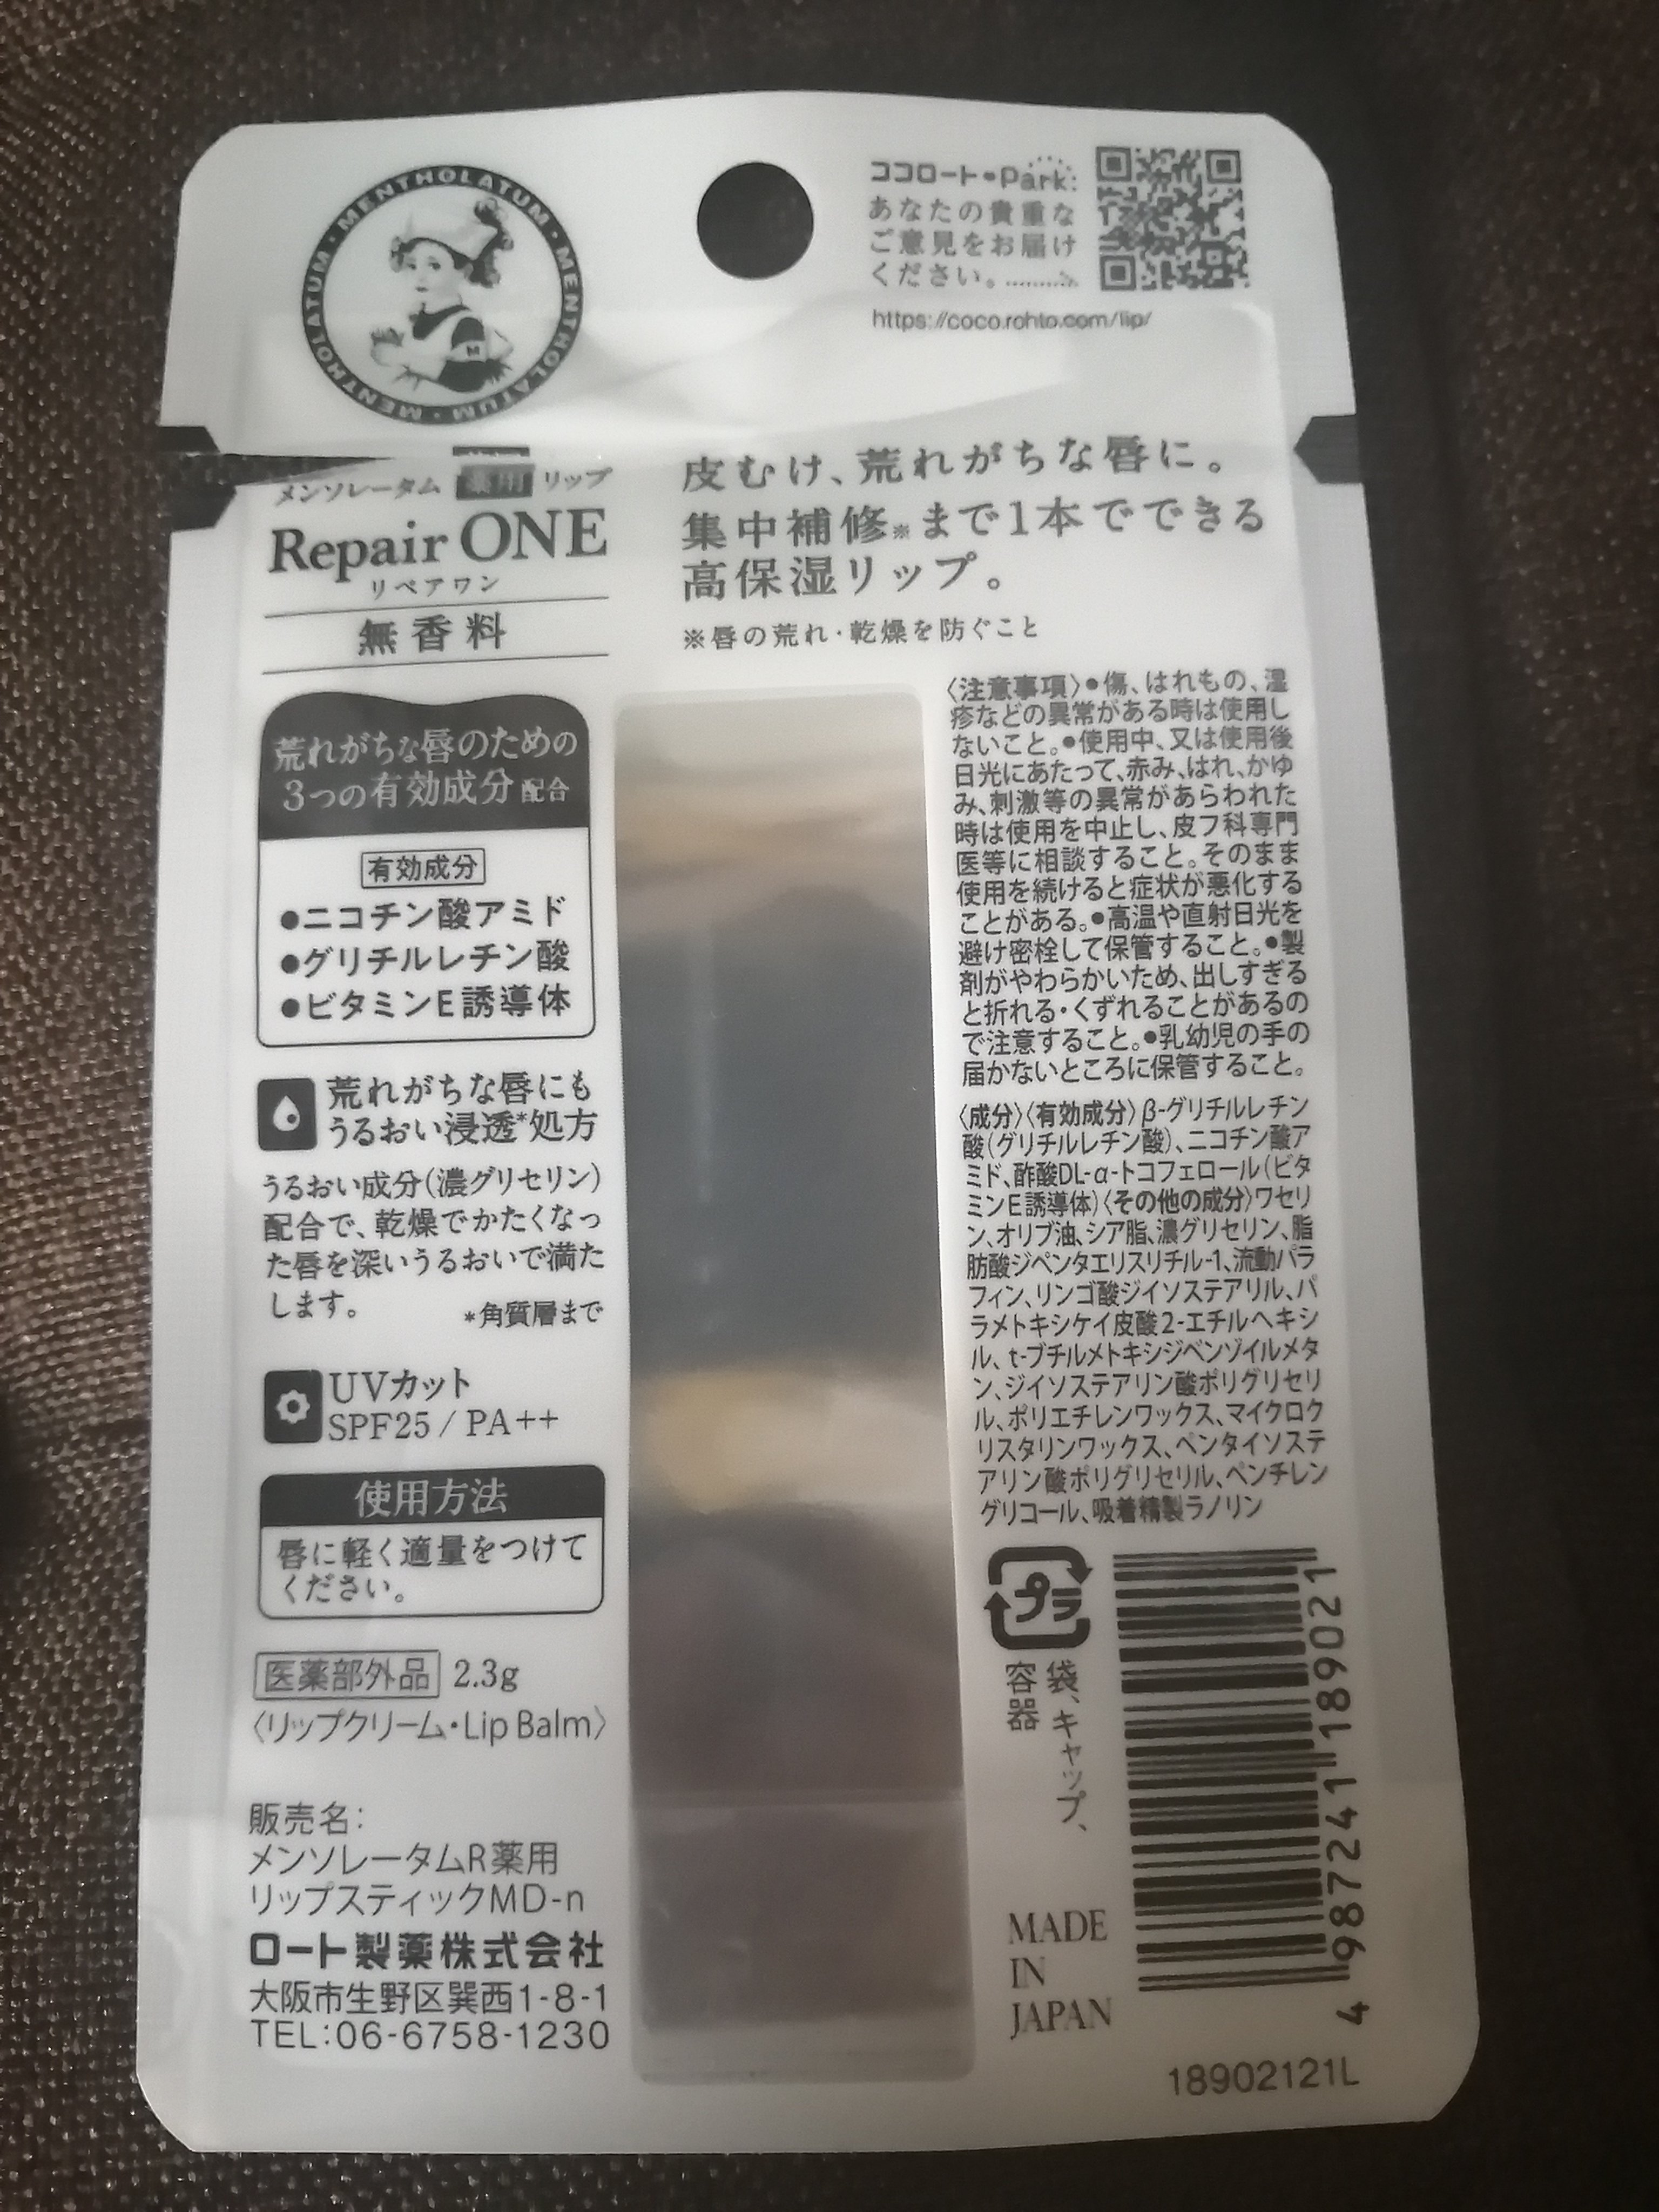 MENTHOLATUM・MENTHOLATUM・MENTHOLATUM・
M
ココロート・Park:
あなたの貴重な
ご意見をお届け
ください。
https://coco.rohto.com/lip/
メンソレータム 薬用 リップ
Repair ONE
リペアワン
無香料
皮むけ、荒れがちな唇に。
集中補修※まで1本でできる
高保湿リップ。
※唇の荒れ・乾燥を防ぐこと
荒れがちな唇のための
3つの有効成分配合
有効成分
●ニコチン酸アミド
●グリチルレチン酸
●ビタミンE誘導体
荒れがちな唇にも
うるおい浸透*処方
うるおい成分(濃グリセリン)
配合で、乾燥でかたくなっ
た唇を深いうるおいで満た
します。 *角質層まで
UVカット
SPF25 / PA++
使用方法
唇に軽く適量をつけて
ください。
医薬部外品 2.3g
〈リップクリーム・Lip Balm〉
販売名:
メンソレータムR薬用
リップスティックMD-n
ロート製薬株式会社
大阪市生野区巽西1-8-1
TEL:06-6758-1230
〈注意事項〉●傷、はれもの、湿
疹などの異常がある時は使用し
ないこと。●使用中、又は使用後
日光にあたって、赤み、はれ、かゆ
み、刺激等の異常があらわれた
時は使用を中止し、皮フ科専門
医等に相談すること。そのまま
使用を続けると症状が悪化する
ことがある。●高温や直射日光を
避け密栓して保管すること。●製
剤がやわらかいため、出しすぎる
と折れる・くずれることがあるの
で注意すること。●乳幼児の手の
届かないところに保管すること。
〈成分〉〈有効成分〉β-グリチルレチン
酸(グリチルレチン酸)、ニコチン酸ア
ミド、酢酸DL-α-トコフェロール(ビタ
ミンE誘導体)〈その他の成分〉ワセリ
ン、オリブ油、シア脂、濃グリセリン、脂
肪酸ジペンタエリスリチル-1、流動パラ
フィン、リンゴ酸ジイソステアリル、パ
ラメトキシケイ皮酸2-エチルヘキシ
ル、t-ブチルメトキシジベンゾイルメタ
ン、ジイソステアリン酸ポリグリセリ
ル、ポリエチレンワックス、マイクロク
リスタリンワックス、ペンタイソステ
アリン酸ポリグリセリル、ペンチレン
グリコール、吸着精製ラノリン
プラ
袋、キャップ、
容器
MADE
IN
JAPAN
4 987241 189021
18902121L